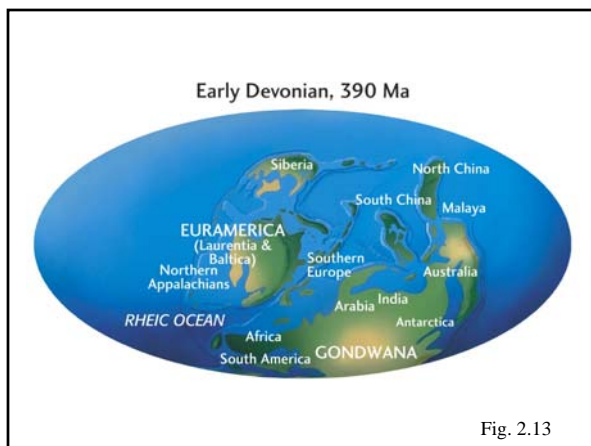 Early Devonian, 390 Ma
Siberia
North China
South China
Malaya
EURAMERICA
(Laurentia &
Baltica)
Northern
Appalachians
Southern
Europe
Australia
India
Arabia
Antarctica
RHEIC OCEAN
Africa
South America
GONDWANA
Fig. 2.13